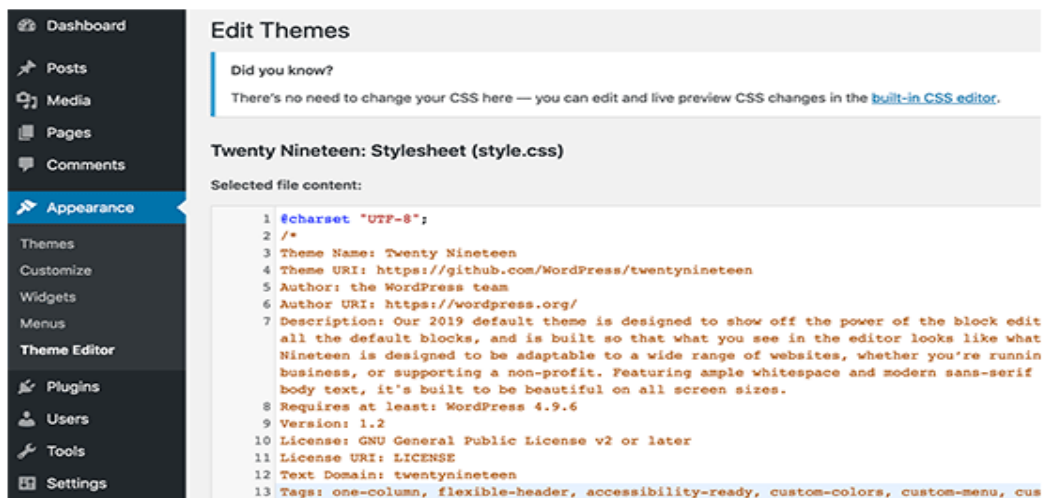 Dashboard
Posts
Media
Pages
Comments
Appearance
Themes
Customize
Widgets
Menus
Theme Editor
Plugins
Users
Tools
Settings
Edit Themes
Did you know?
There's no need to change your CSS here — you can edit and live preview CSS changes in the built-in CSS editor.
Twenty Nineteen: Stylesheet (style.css)
Selected file content:
1 @charset "UTF-8";
2 /*
3 Theme Name: Twenty Nineteen
4 Theme URI: https://github.com/WordPress/twentynineteen
5 Author: the WordPress team
6 Author URI: https://wordpress.org/
7 Description: Our 2019 default theme is designed to show off the power of the block edit
all the default blocks, and is built so that what you see in the editor looks like what
Nineteen is designed to be adaptable to a wide range of websites, whether you're runnin
business, or supporting a non-profit. Featuring ample whitespace and modern sans-serif
body text, it's built to be beautiful on all screen sizes.
8 Requires at least: WordPress 4.9.6
9 Version: 1.2
10 License: GNU General Public License v2 or later
11 License URI: LICENSE
12 Text Domain: twentynineteen
13 Tags: one-column, flexible-header, accessibility-ready, custom-colors, custom-menu, cus